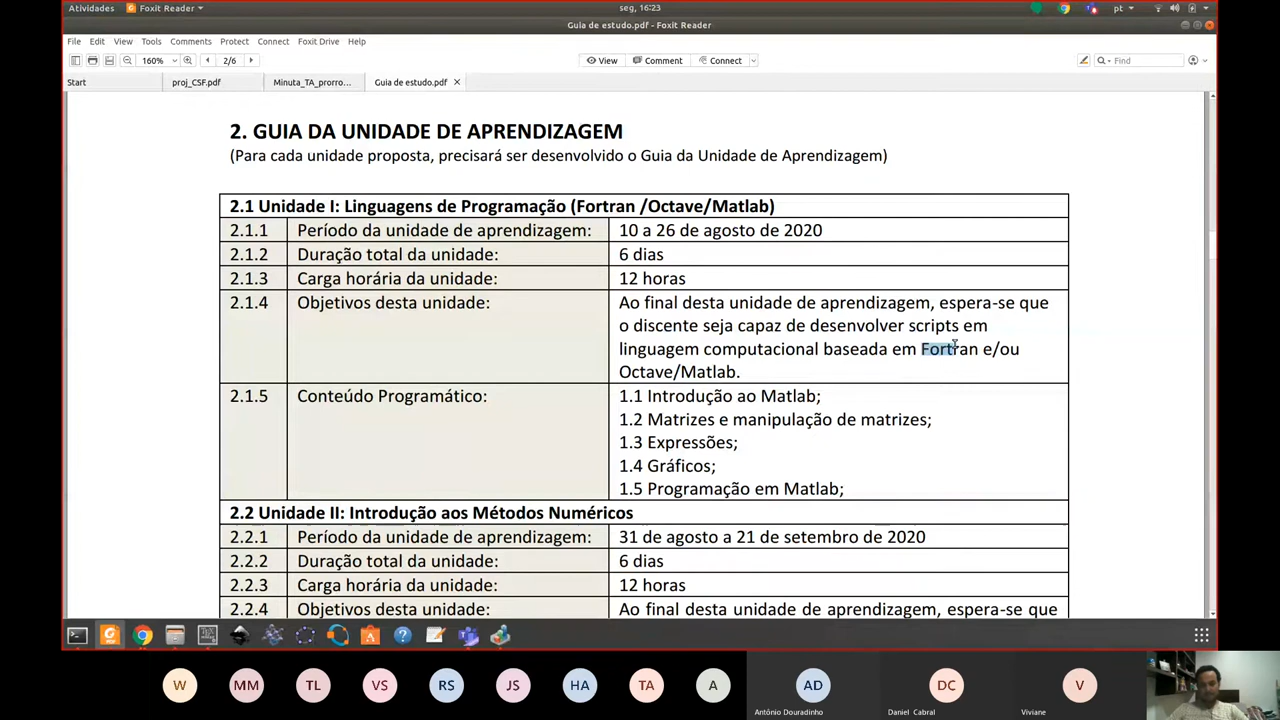 Atividades Foxit Reader seg, 16:23 pt
Guia de estudo.pdf - Foxit Reader
File Edit View Tools Comments Protect Connect Foxit Drive Help
160% 2/6 View Comment Connect Find
Start proj_CSF.pdf Minuta_TA_prorro... Guia de estudo.pdf
2. GUIA DA UNIDADE DE APRENDIZAGEM
(Para cada unidade proposta, precisará ser desenvolvido o Guia da Unidade de Aprendizagem)
2.1 Unidade I: Linguagens de Programação (Fortran /Octave/Matlab)
2.1.1 Período da unidade de aprendizagem: 10 a 26 de agosto de 2020
2.1.2 Duração total da unidade: 6 dias
2.1.3 Carga horária da unidade: 12 horas
2.1.4 Objetivos desta unidade: Ao final desta unidade de aprendizagem, espera-se que
o discente seja capaz de desenvolver scripts em
linguagem computacional baseada em Fortran e/ou
Octave/Matlab.
2.1.5 Conteúdo Programático: 1.1 Introdução ao Matlab;
1.2 Matrizes e manipulação de matrizes;
1.3 Expressões;
1.4 Gráficos;
1.5 Programação em Matlab;
2.2 Unidade II: Introdução aos Métodos Numéricos
2.2.1 Período da unidade de aprendizagem: 31 de agosto a 21 de setembro de 2020
2.2.2 Duração total da unidade: 6 dias
2.2.3 Carga horária da unidade: 12 horas
2.2.4 Objetivos desta unidade: Ao final desta unidade de aprendizagem, espera-se que
W MM TL VS RS JS HA TA A AD DC V
Antônio Douradinho Daniel Cabral Viviane